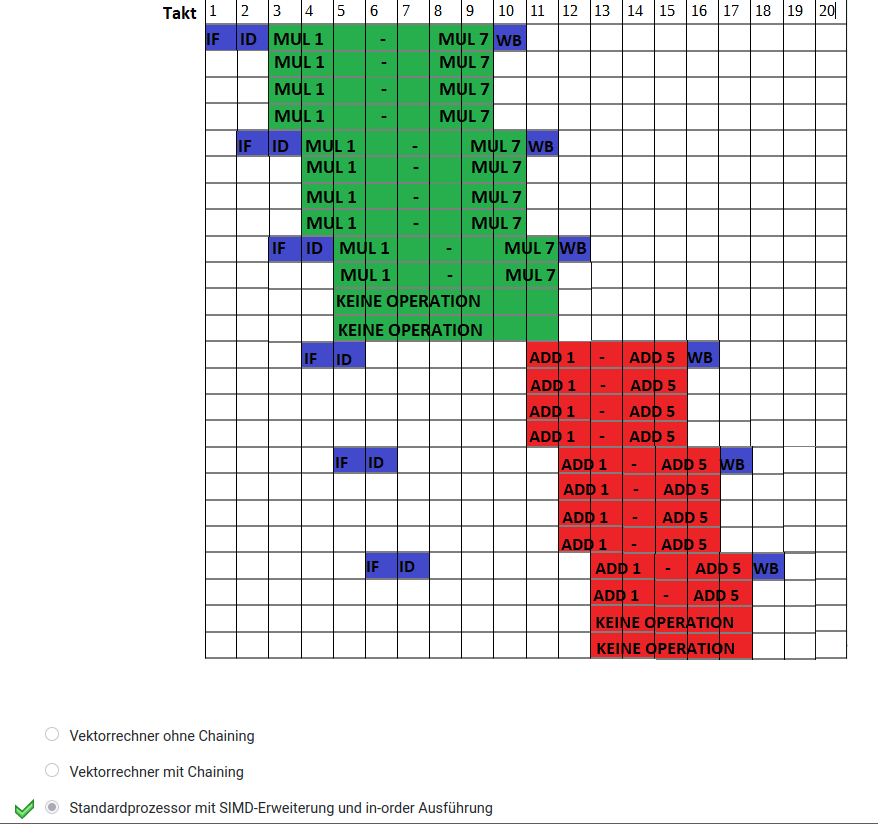 Takt 1 2 3 4 5 6 7 8 9 10 11 12 13 14 15 16 17 18 19 20
IF ID MUL 1 - MUL 7 WB
MUL 1 - MUL 7
MUL 1 - MUL 7
MUL 1 - MUL 7
IF ID MUL 1 - MUL 7 WB
MUL 1 - MUL 7
MUL 1 - MUL 7
MUL 1 - MUL 7
IF ID MUL 1 - MUL 7 WB
MUL 1 - MUL 7
KEINE OPERATION
KEINE OPERATION
IF ID ADD 1 - ADD 5 WB
ADD 1 - ADD 5
ADD 1 - ADD 5
ADD 1 - ADD 5
IF ID ADD 1 - ADD 5 WB
ADD 1 - ADD 5
ADD 1 - ADD 5
ADD 1 - ADD 5
IF ID ADD 1 - ADD 5 WB
ADD 1 - ADD 5
KEINE OPERATION
KEINE OPERATION
Vektorrechner ohne Chaining
Vektorrechner mit Chaining
Standardprozessor mit SIMD-Erweiterung und in-order Ausführung